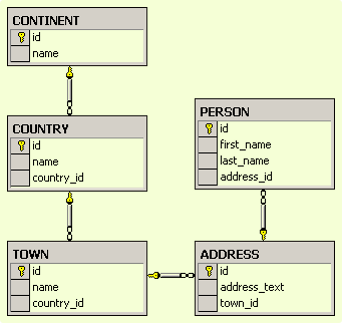 CONTINENT
id
name
COUNTRY
id
name
country_id
PERSON
id
first_name
last_name
address_id
TOWN
id
name
country_id
ADDRESS
id
address_text
town_id